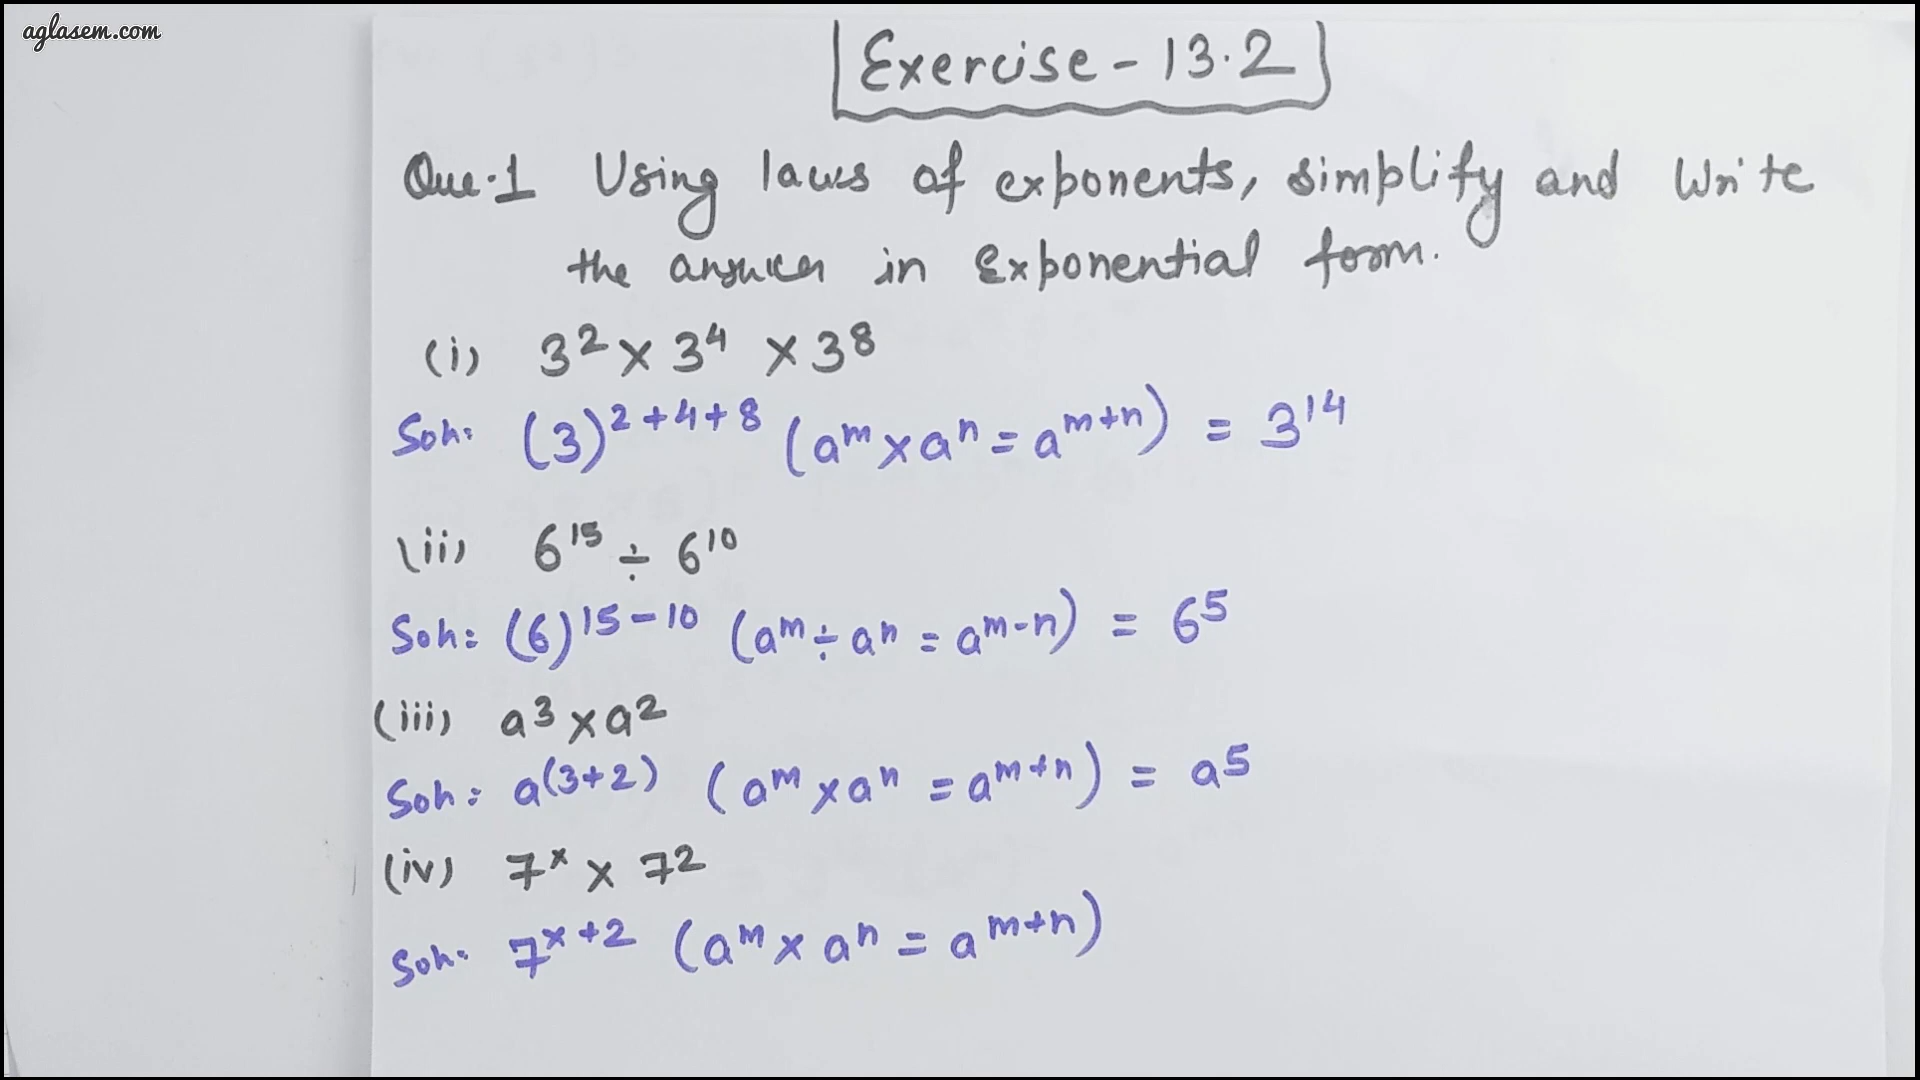 aglasem.com
Exercise - 13.2
Que.1 Using laws of exponents, simplify and Write
the answer in Exponential form.
(i) 3² × 3⁴ × 3⁸
Soln: (3)²⁺⁴⁺⁸ (aᵐ × aⁿ = aᵐ⁺ⁿ) = 3¹⁴
(ii) 6¹⁵ ÷ 6¹⁰
Soln: (6)¹⁵⁻¹⁰ (aᵐ ÷ aⁿ = aᵐ⁻ⁿ) = 6⁵
(iii) a³ × a²
Soln: a⁽³⁺²⁾ (aᵐ × aⁿ = aᵐ⁺ⁿ) = a⁵
(iv) 7ˣ × 7²
Soln: 7ˣ⁺² (aᵐ × aⁿ = aᵐ⁺ⁿ)